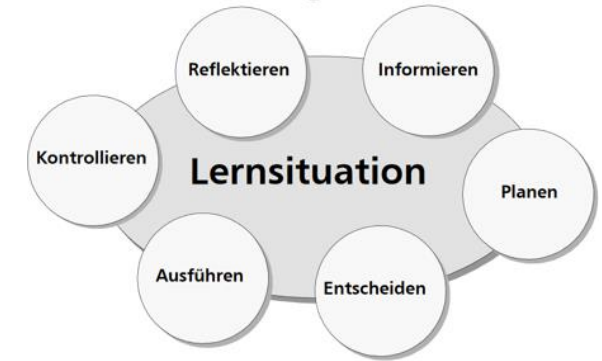 Reflektieren
Informieren
Kontrollieren
Lernsituation
Planen
Ausführen
Entscheiden